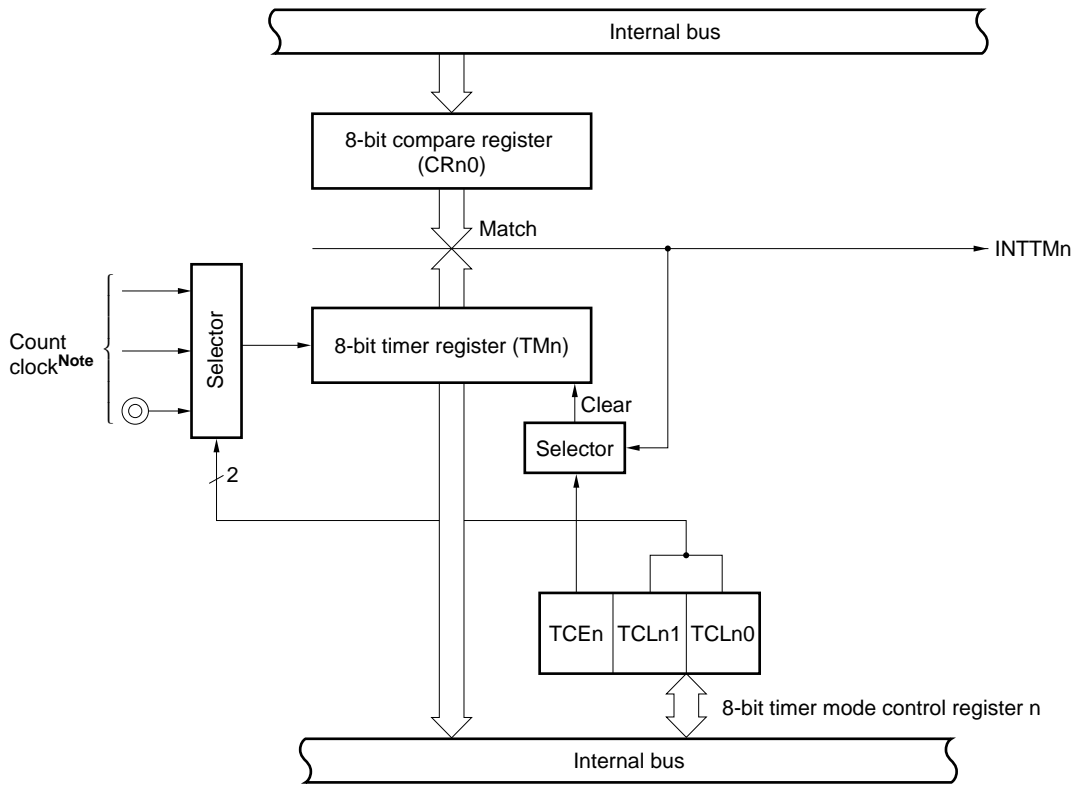 Internal bus
8-bit compare register
(CRn0)
Match
INTTMn
Selector
Count
clockNote
8-bit timer register (TMn)
Clear
Selector
2
TCEn TCLn1 TCLn0
8-bit timer mode control register n
Internal bus